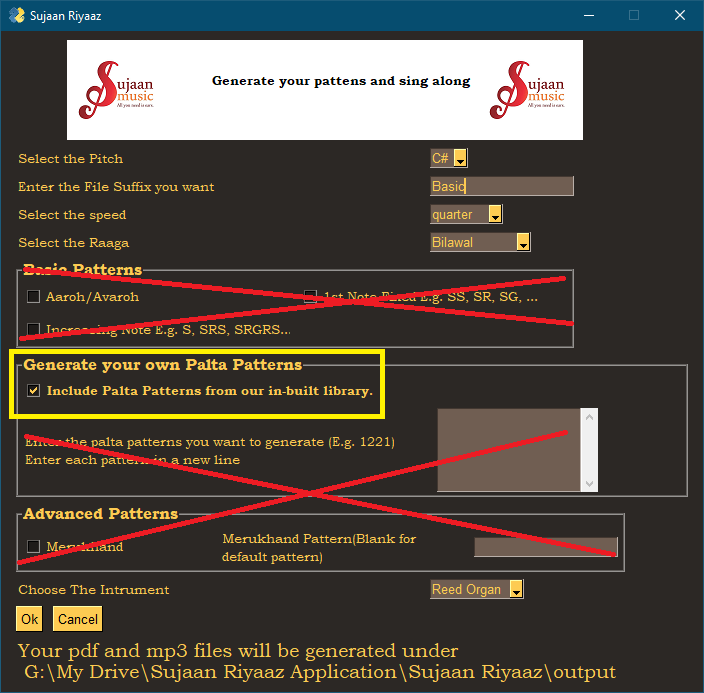 Sujaan Riyaaz
Sujaan
music
All you need is ears.
Generate your pattens and sing along
Sujaan
music
All you need is ears.
Select the Pitch
C#
Enter the File Suffix you want
Basic
Select the speed
quarter
Select the Raaga
Bilawal
Basic Patterns
Aaroh/Avaroh
1st Note Fixed E.g. SS, SR, SG, ...
Increasing Note E.g. S, SRS, SRGRS...
Generate your own Palta Patterns
Include Palta Patterns from our in-built library.
Enter the palta patterns you want to generate (E.g. 1221)
Enter each pattern in a new line
Advanced Patterns
Merukhand
Merukhand Pattern(Blank for
default pattern)
Choose The Intrument
Reed Organ
Ok
Cancel
Your pdf and mp3 files will be generated under
G:\My Drive\Sujaan Riyaaz Application\Sujaan Riyaaz\output